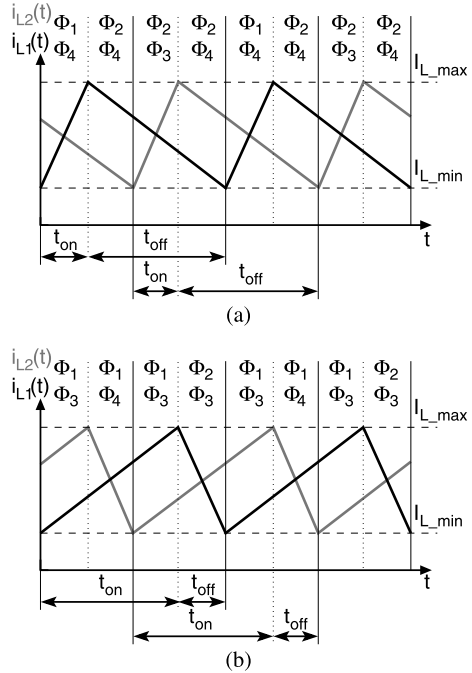 i_L2(t) Φ1 Φ2 Φ2 Φ2 Φ1 Φ2 Φ2 Φ2
i_L1(t) Φ4 Φ4 Φ3 Φ4 Φ4 Φ4 Φ3 Φ4
I_L_max
I_L_min
t
t_on t_off
t_on t_off
(a)
i_L2(t) Φ1 Φ1 Φ1 Φ2 Φ1 Φ1 Φ1 Φ2
i_L1(t) Φ3 Φ4 Φ3 Φ3 Φ3 Φ4 Φ3 Φ3
I_L_max
I_L_min
t
t_on t_off
t_on t_off
(b)